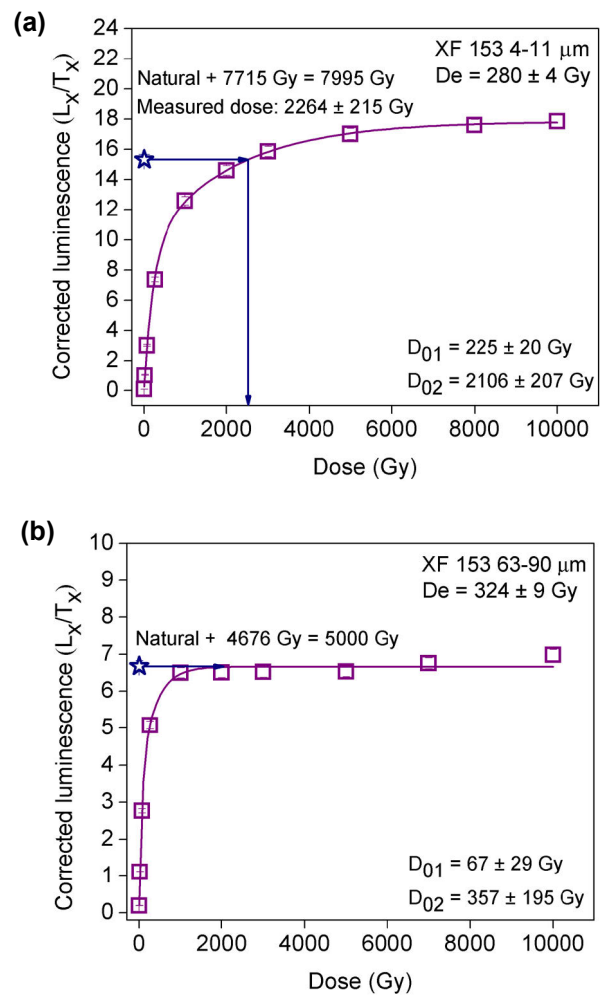 (a)
XF 153 4-11 μm
De = 280 ± 4 Gy
Natural + 7715 Gy = 7995 Gy
Measured dose: 2264 ± 215 Gy
D01 = 225 ± 20 Gy
D02 = 2106 ± 207 Gy
Corrected luminescence (LX/TX)
24
22
20
18
16
14
12
10
8
6
4
2
0
0 2000 4000 6000 8000 10000
Dose (Gy)
(b)
XF 153 63-90 μm
De = 324 ± 9 Gy
Natural + 4676 Gy = 5000 Gy
D01 = 67 ± 29 Gy
D02 = 357 ± 195 Gy
Corrected luminescence (LX/TX)
10
9
8
7
6
5
4
3
2
1
0
0 2000 4000 6000 8000 10000
Dose (Gy)